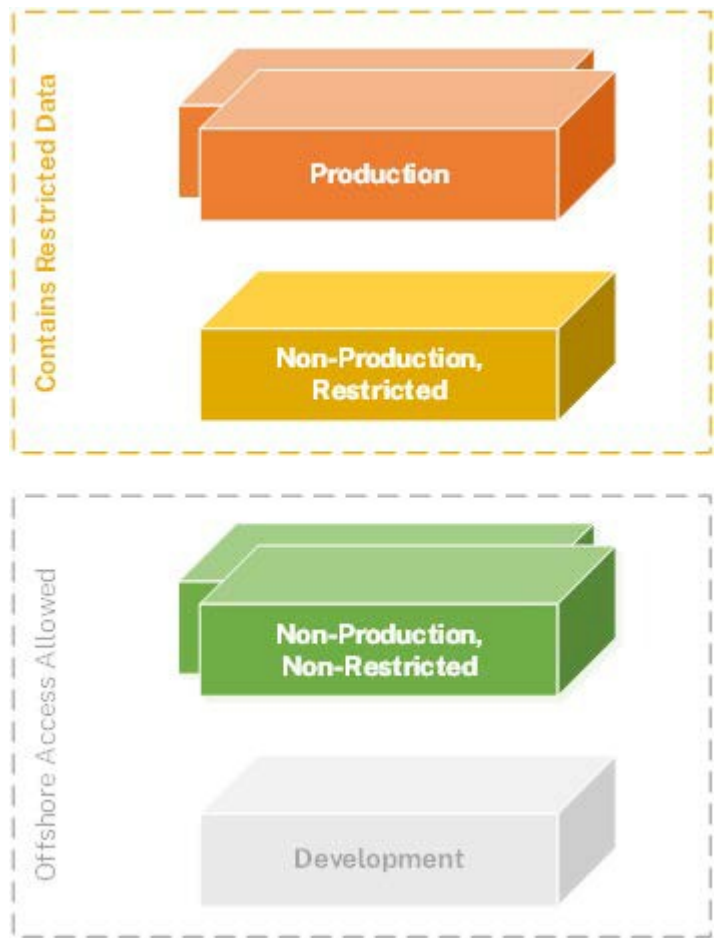 Contains Restricted Data
Production
Non-Production,
Restricted
Offshore Access Allowed
Non-Production,
Non-Restricted
Development